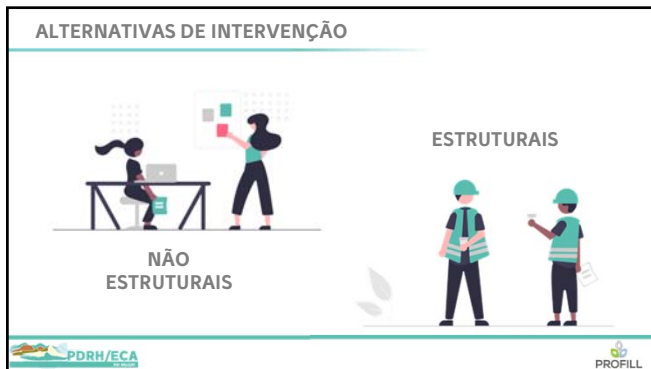 ALTERNATIVAS DE INTERVENÇÃO
ESTRUTURAIS
NÃO
ESTRUTURAIS
PDRH/ECA
PROFILL